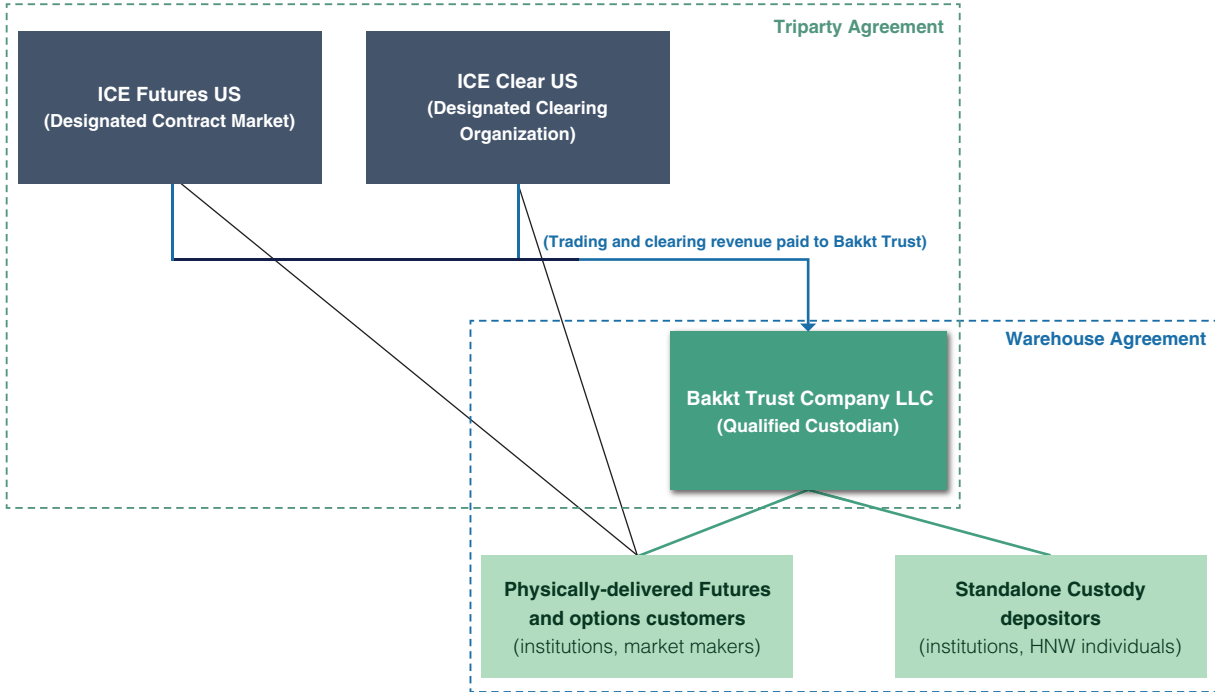 Triparty Agreement
ICE Futures US
(Designated Contract Market)
ICE Clear US
(Designated Clearing
Organization)
(Trading and clearing revenue paid to Bakkt Trust)
Warehouse Agreement
Bakkt Trust Company LLC
(Qualified Custodian)
Physically-delivered Futures
and options customers
(institutions, market makers)
Standalone Custody
depositors
(institutions, HNW individuals)